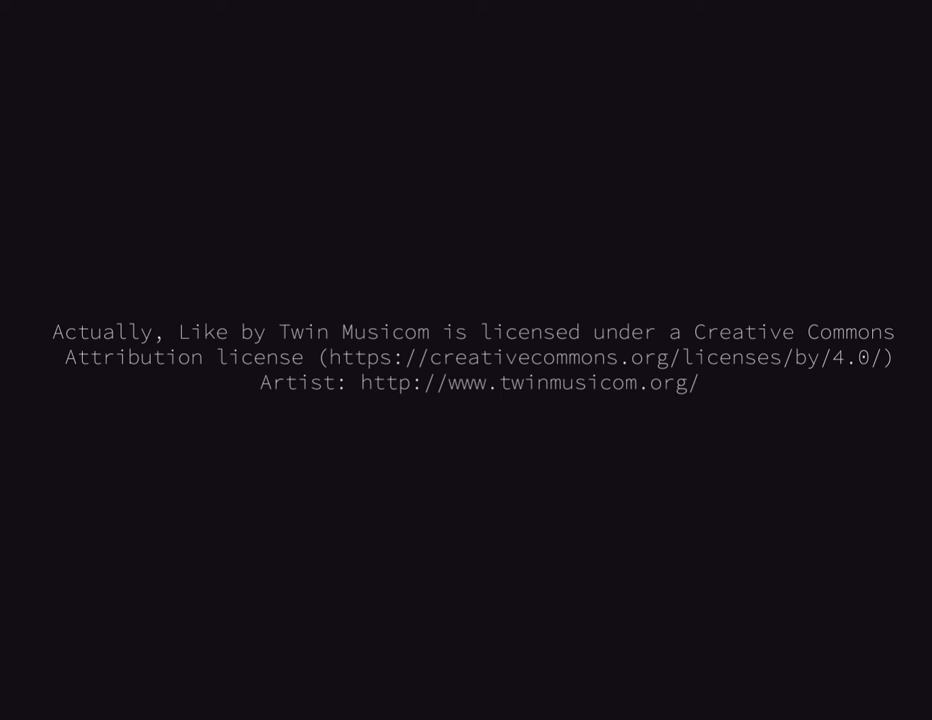 Actually, Like by Twin Musicom is licensed under a Creative Commons
Attribution license (https://creativecommons.org/licenses/by/4.0/)
Artist: http://www.twinmusicom.org/